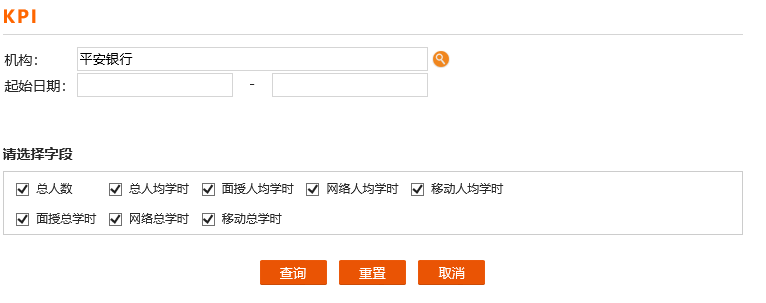 KPI
机构： 平安银行
起始日期： -
请选择字段
总人数 总人均学时 面授人均学时 网络人均学时 移动人均学时
面授总学时 网络总学时 移动总学时
查询 重置 取消